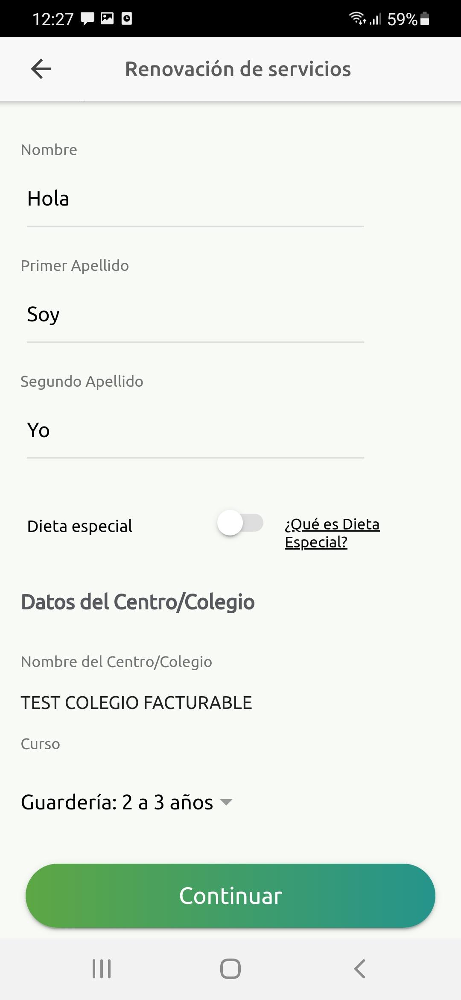 12:27
59%
Renovación de servicios
Nombre
Hola
Primer Apellido
Soy
Segundo Apellido
Yo
Dieta especial
¿Qué es Dieta
Especial?
Datos del Centro/Colegio
Nombre del Centro/Colegio
TEST COLEGIO FACTURABLE
Curso
Guardería: 2 a 3 años
Continuar